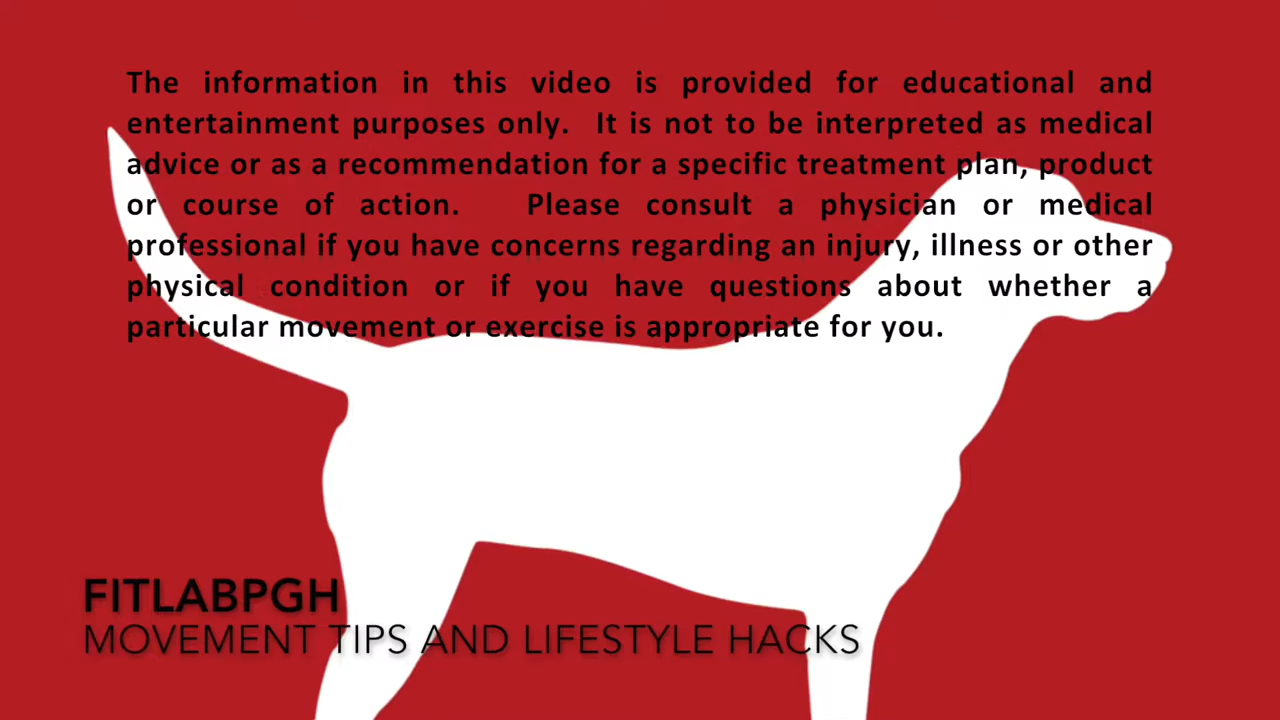 The information in this video is provided for educational and
entertainment purposes only. It is not to be interpreted as medical
advice or as a recommendation for a specific treatment plan, product
or course of action. Please consult a physician or medical
professional if you have concerns regarding an injury, illness or other
physical condition or if you have questions about whether a
particular movement or exercise is appropriate for you.
FITLABPGH
MOVEMENT TIPS AND LIFESTYLE HACKS